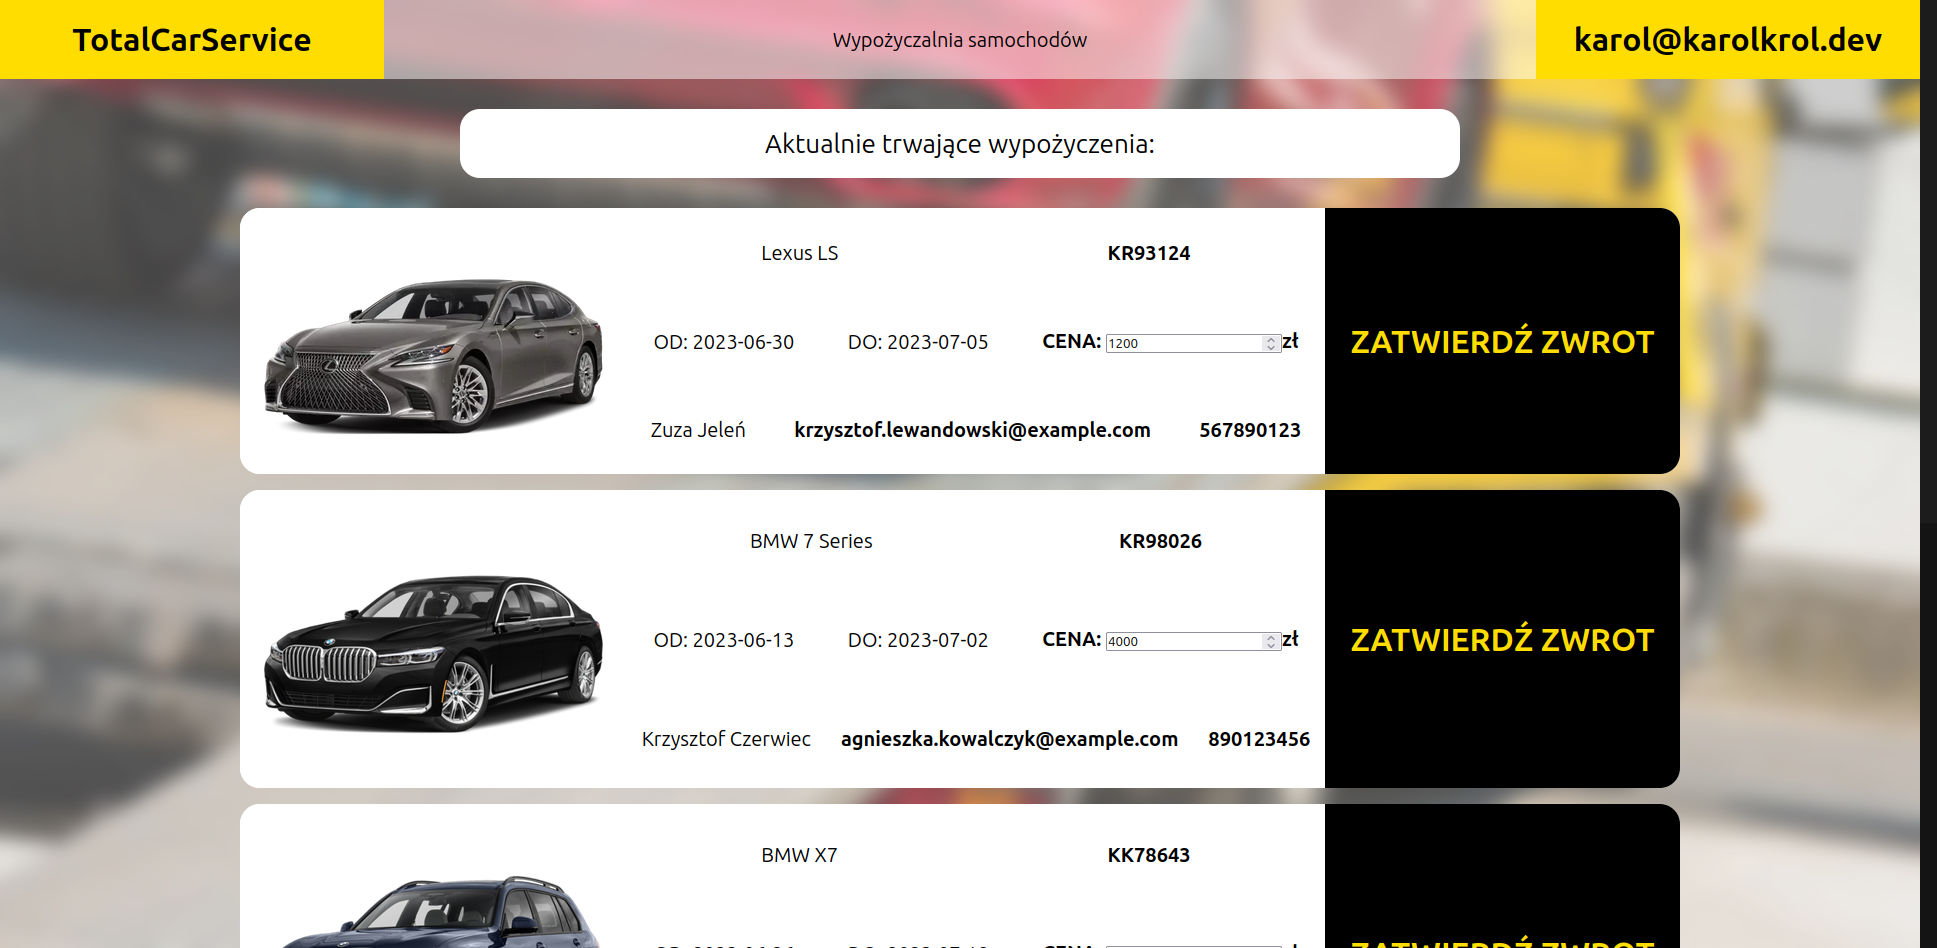 TotalCarService
Wypożyczalnia samochodów
karol@karolkrol.dev
Aktualnie trwające wypożyczenia:
Lexus LS KR93124
OD: 2023-06-30 DO: 2023-07-05 CENA: 1200 zł
ZATWIERDŹ ZWROT
Zuza Jeleń krzysztof.lewandowski@example.com 567890123
BMW 7 Series KR98026
OD: 2023-06-13 DO: 2023-07-02 CENA: 4000 zł
ZATWIERDŹ ZWROT
Krzysztof Czerwiec agnieszka.kowalczyk@example.com 890123456
BMW X7 KK78643